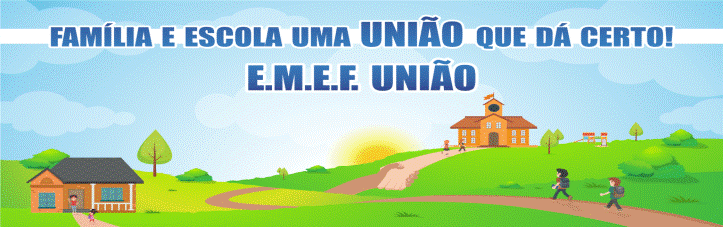 FAMÍLIA E ESCOLA UMA UNIÃO QUE DÁ CERTO!
E.M.E.F. UNIÃO